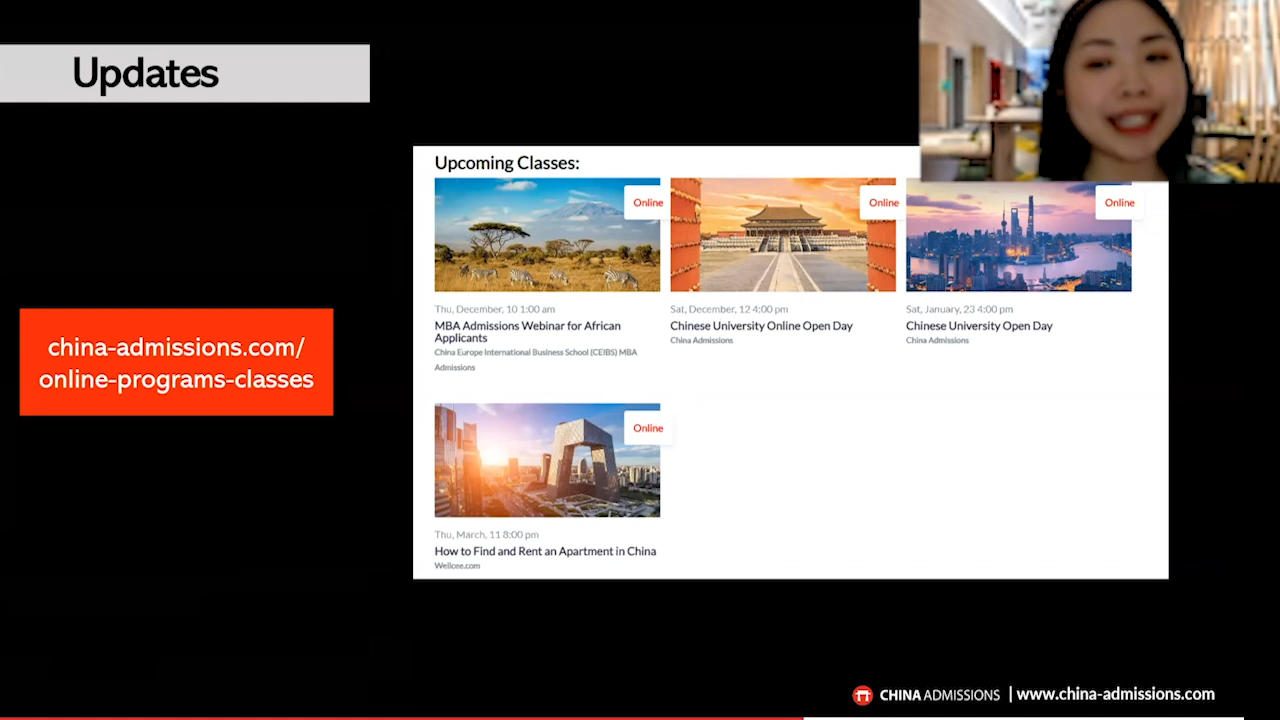 Updates
china-admissions.com/
online-programs-classes
Upcoming Classes:
Online
Thu, December, 10 1:00 am
MBA Admissions Webinar for African
Applicants
China Europe International Business School (CEIBS) MBA
Admissions
Online
Sat, December, 12 4:00 pm
Chinese University Online Open Day
China Admissions
Online
Sat, January, 23 4:00 pm
Chinese University Open Day
China Admissions
Online
Thu, March, 11 8:00 pm
How to Find and Rent an Apartment in China
Wellcee.com
CHINA ADMISSIONS | www.china-admissions.com